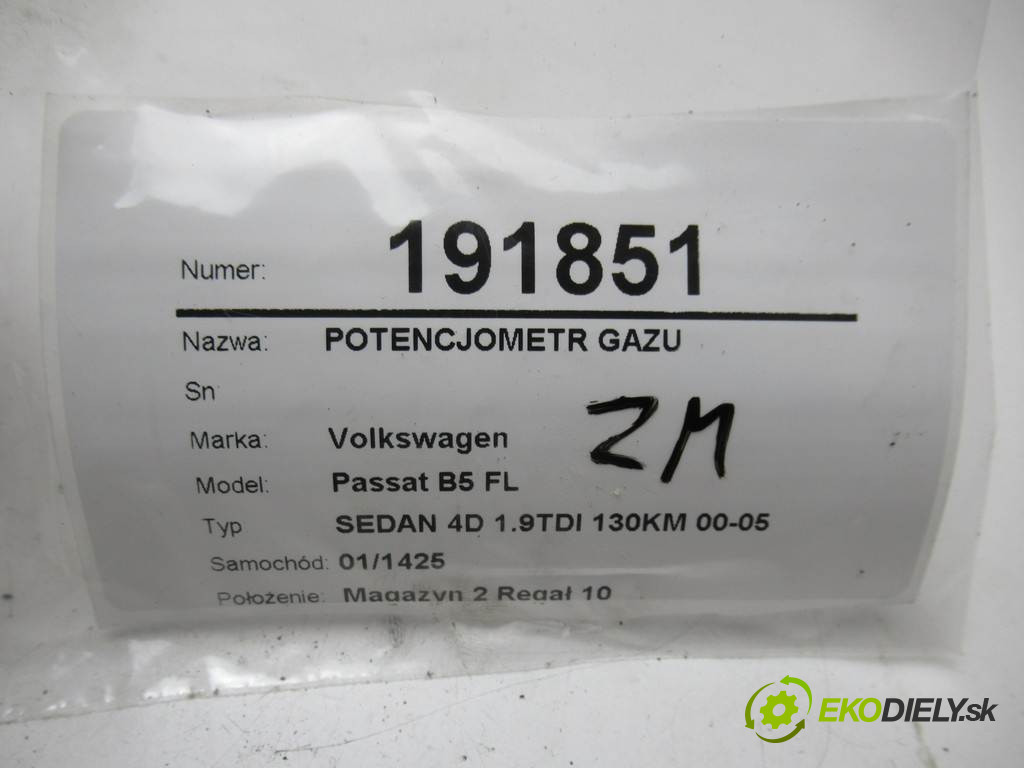 Numer: 191851
Nazwa: POTENCJOMETR GAZU
Sn
Marka: Volkswagen
ZM
Model: Passat B5 FL
Typ SEDAN 4D 1.9TDI 130KM 00-05
Samochód: 01/1425
Położenie: Magazyn 2 Regał 10
EKODIELY.sk